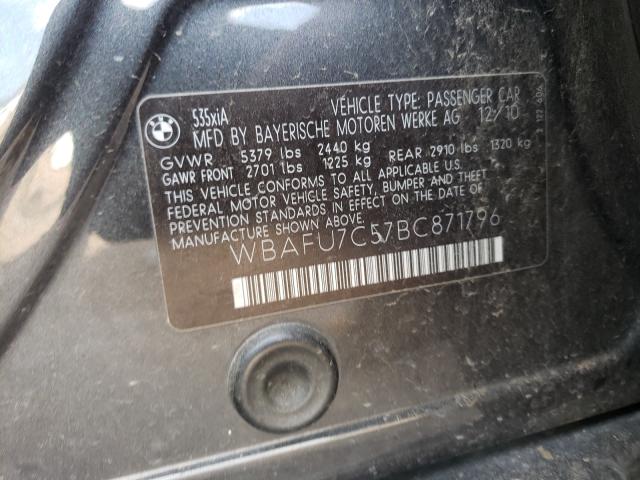 BMW
535xiA
VEHICLE TYPE: PASSENGER CAR
MFD BY BAYERISCHE MOTOREN WERKE AG 12/10
GVWR 5379 lbs 2440 kg
GAWR FRONT 2701 lbs 1225 kg REAR 2910 lbs 1320 kg
THIS VEHICLE CONFORMS TO ALL APPLICABLE U.S.
FEDERAL MOTOR VEHICLE SAFETY, BUMPER AND THEFT
PREVENTION STANDARDS IN EFFECT ON THE DATE OF
MANUFACTURE SHOWN ABOVE.
WBAFU7C57BC871796